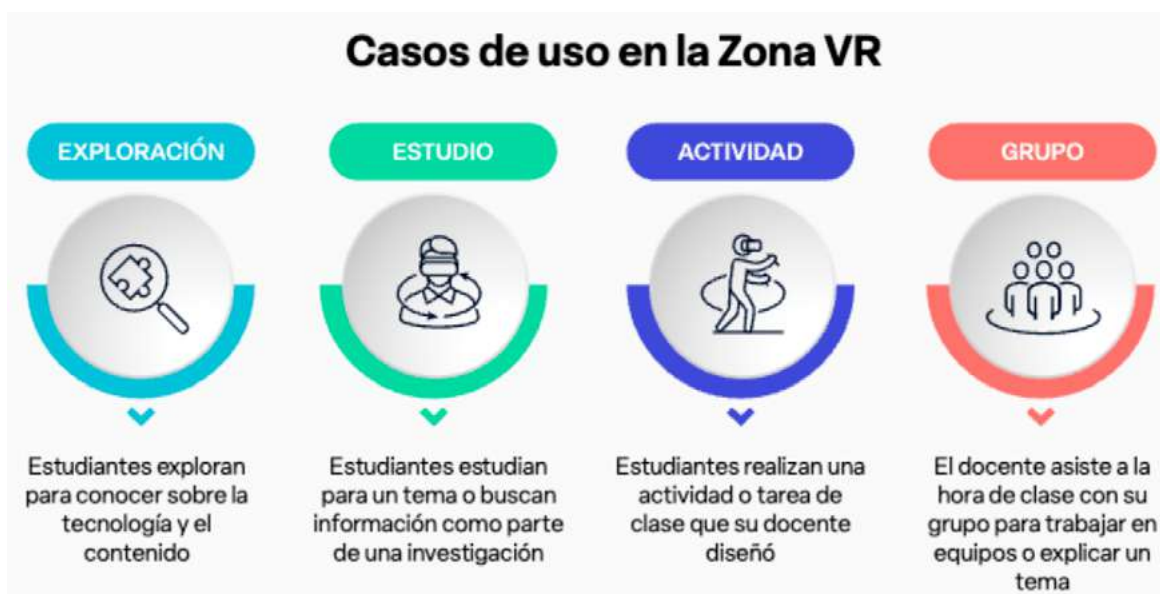 Casos de uso en la Zona VR
EXPLORACIÓN
Estudiantes exploran
para conocer sobre la
tecnología y el
contenido
ESTUDIO
Estudiantes estudian
para un tema o buscan
información como parte
de una investigación
ACTIVIDAD
Estudiantes realizan una
actividad o tarea de
clase que su docente
diseñó
GRUPO
El docente asiste a la
hora de clase con su
grupo para trabajar en
equipos o explicar un
tema